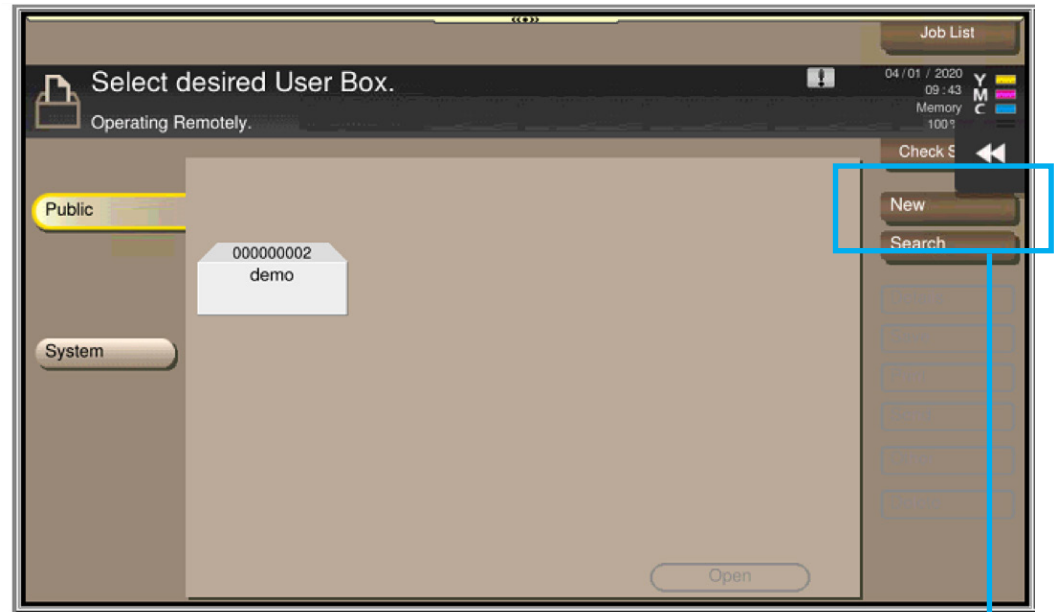 Job List
Select desired User Box.
Operating Remotely.
04/01 / 2020
09:43
Memory
100%
Y
M
C
Check S
Public
New
Search
000000002
demo
System
Open